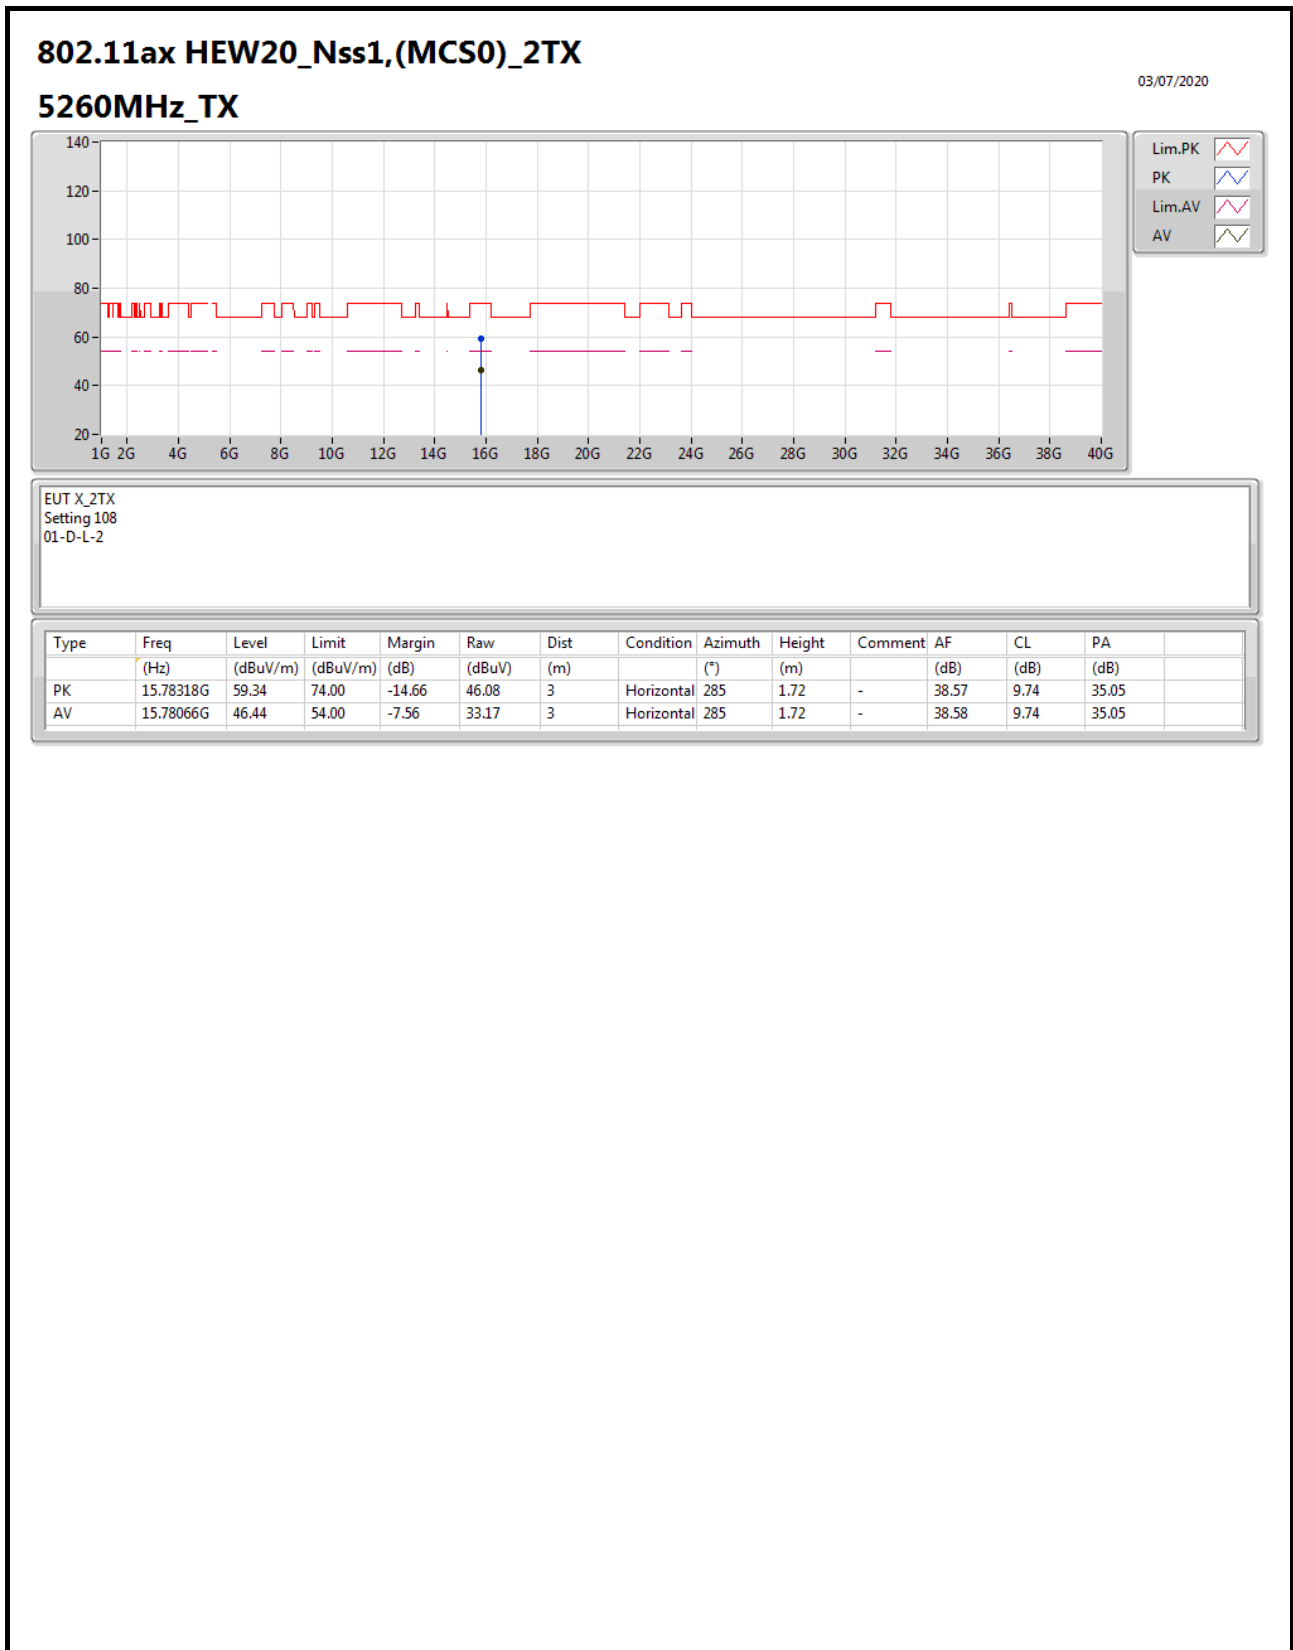 802.11ax HEW20_Nss1,(MCS0)_2TX
03/07/2020
5260MHz_TX
140
120
100
80
60
40
20
1G 2G 4G 6G 8G 10G 12G 14G 16G 18G 20G 22G 24G 26G 28G 30G 32G 34G 36G 38G 40G
Lim.PK
PK
Lim.AV
AV
EUT X_2TX
Setting 108
01-D-L-2
Type Freq Level Limit Margin Raw Dist Condition Azimuth Height Comment AF CL PA
(Hz) (dBuV/m) (dBuV/m) (dB) (dBuV) (m) (°) (m) (dB) (dB) (dB)
PK 15.78318G 59.34 74.00 -14.66 46.08 3 Horizontal 285 1.72 - 38.57 9.74 35.05
AV 15.78066G 46.44 54.00 -7.56 33.17 3 Horizontal 285 1.72 - 38.58 9.74 35.05